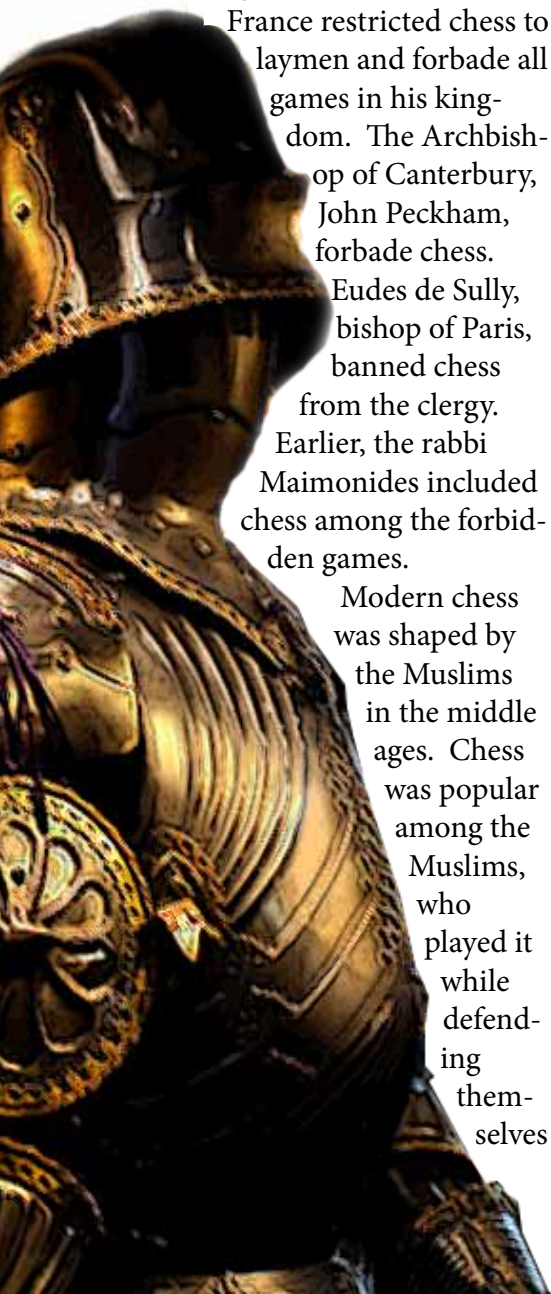 France restricted chess to
laymen and forbade all
games in his king-
dom.  The Archbish-
op of Canterbury,
John Peckham,
forbade chess.
Eudes de Sully,
bishop of Paris,
banned chess
from the clergy.
Earlier, the rabbi
Maimonides included
chess among the forbid-
den games.
Modern chess
was shaped by
the Muslims
in the middle
ages.  Chess
was popular
among the
Muslims,
who
played it
while
defend-
ing
them-
selves